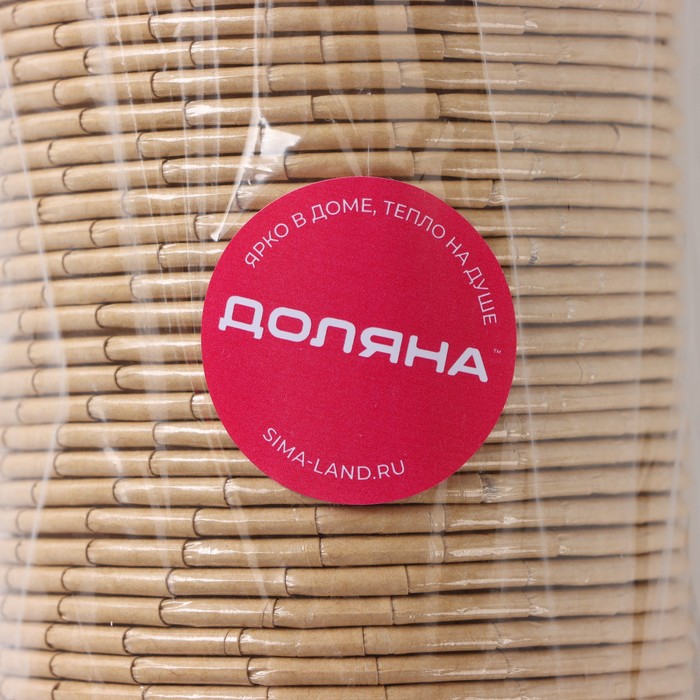 ЯРКО В ДОМЕ, ТЕПЛО НА ДУШЕ
ДОЛЯНА™
SIMA-LAND.RU